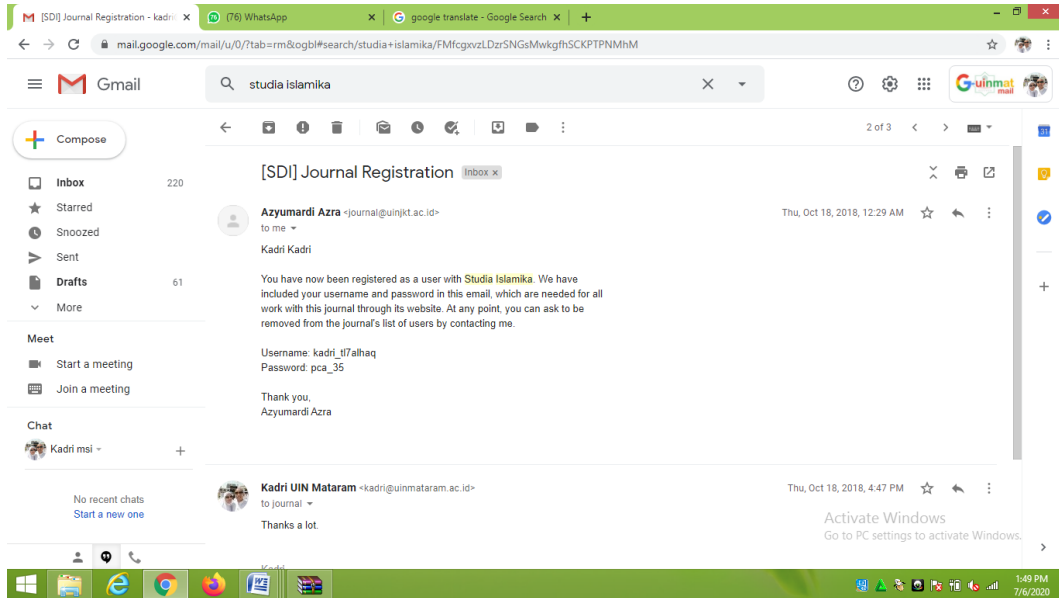 [SDI] Journal Registration - kadri
(76) WhatsApp
google translate - Google Search
mail.google.com/mail/u/0/?tab=rm&ogbl#search/studia+islamika/FMfcgxvzLDzrSNGsMwkgfhSCKPTPNMhM
Gmail
studia islamika
G-uinmat
mail
Compose
2 of 3
31
Inbox 220
Starred
Snoozed
Sent
Drafts 61
More
Meet
Start a meeting
Join a meeting
Chat
Kadri msi
No recent chats
Start a new one
[SDI] Journal Registration Inbox x
Azyumardi Azra <journal@uinjkt.ac.id> Thu, Oct 18, 2018, 12:29 AM
to me
Kadri Kadri
You have now been registered as a user with Studia Islamika. We have
included your username and password in this email, which are needed for all
work with this journal through its website. At any point, you can ask to be
removed from the journal's list of users by contacting me.
Username: kadri_tl7alhaq
Password: pca_35
Thank you,
Azyumardi Azra
Kadri UIN Mataram <kadri@uinmataram.ac.id> Thu, Oct 18, 2018, 4:47 PM
to journal
Thanks a lot.
Kadri
Activate Windows
Go to PC settings to activate Windows.
1:49 PM
7/6/2020